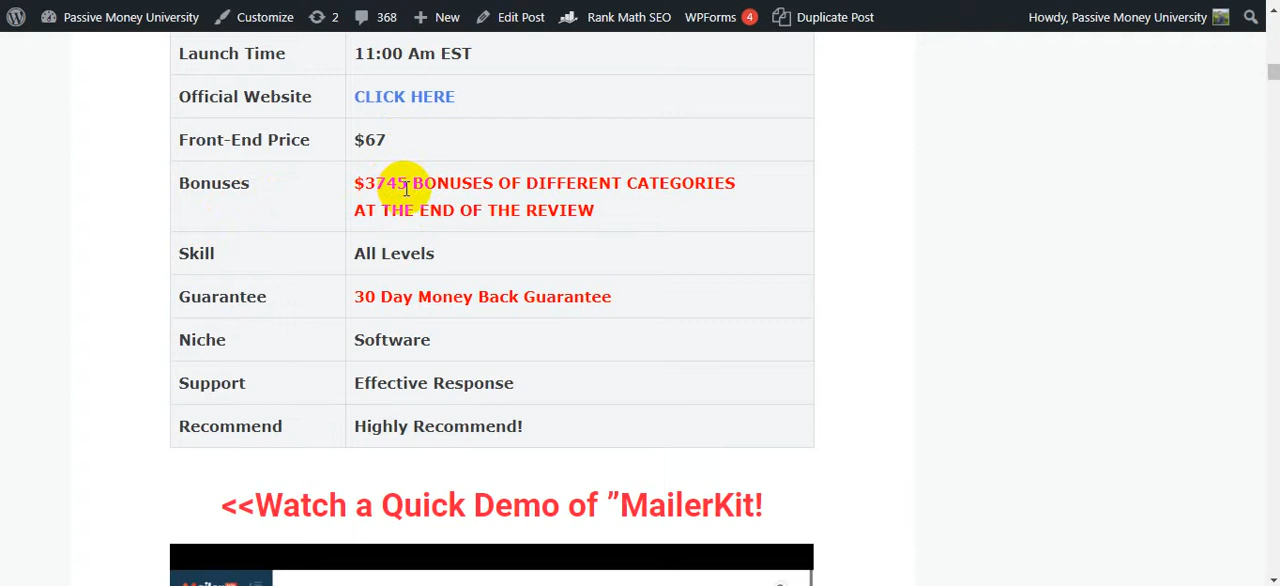 Passive Money University Customize 2 368 New Edit Post Rank Math SEO WPForms 4 Duplicate Post Howdy, Passive Money University
Launch Time 11:00 Am EST
Official Website CLICK HERE
Front-End Price $67
Bonuses $3745 BONUSES OF DIFFERENT CATEGORIES
AT THE END OF THE REVIEW
Skill All Levels
Guarantee 30 Day Money Back Guarantee
Niche Software
Support Effective Response
Recommend Highly Recommend!
<<Watch a Quick Demo of ”MailerKit!